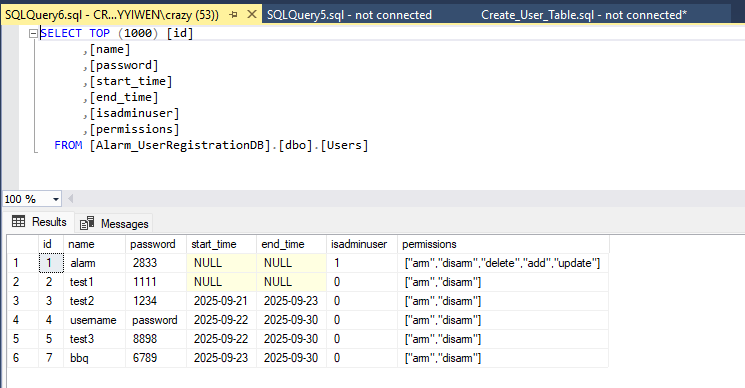 SQLQuery6.sql - CR...YYIWEN\crazy (53)) SQLQuery5.sql - not connected Create_User_Table.sql - not connected*
SELECT TOP (1000) [id]
,[name]
,[password]
,[start_time]
,[end_time]
,[isadminuser]
,[permissions]
FROM [Alarm_UserRegistrationDB].[dbo].[Users]
100 %
Results Messages
id name password start_time end_time isadminuser permissions
1 1 alarm 2833 NULL NULL 1 ["arm","disarm","delete","add","update"]
2 2 test1 1111 NULL NULL 0 ["arm","disarm"]
3 3 test2 1234 2025-09-21 2025-09-23 0 ["arm","disarm"]
4 4 username password 2025-09-22 2025-09-30 0 ["arm","disarm"]
5 5 test3 8898 2025-09-22 2025-09-30 0 ["arm","disarm"]
6 7 bbq 6789 2025-09-23 2025-09-30 0 ["arm","disarm"]